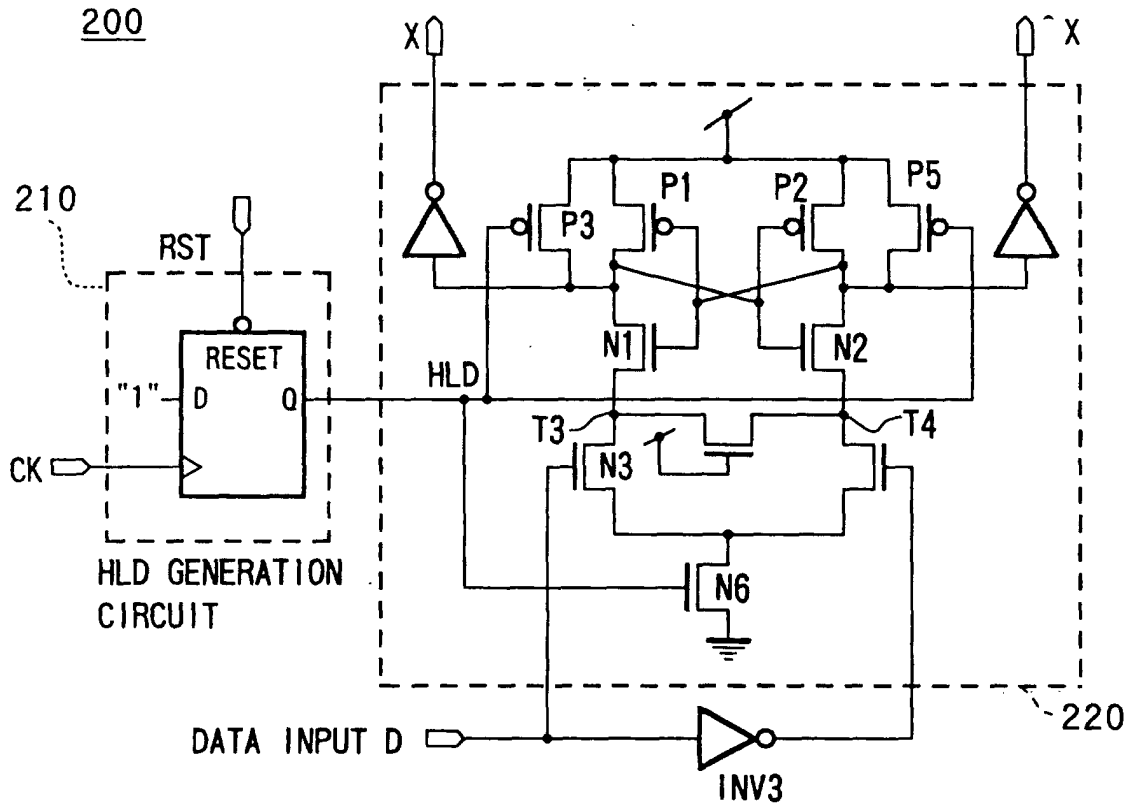 200
X
^X
P1
P2
P5
P3
210
RST
RESET
"1"
D
Q
HLD
N1
N2
T3
T4
CK
N3
HLD GENERATION
CIRCUIT
N6
220
DATA INPUT D
INV3